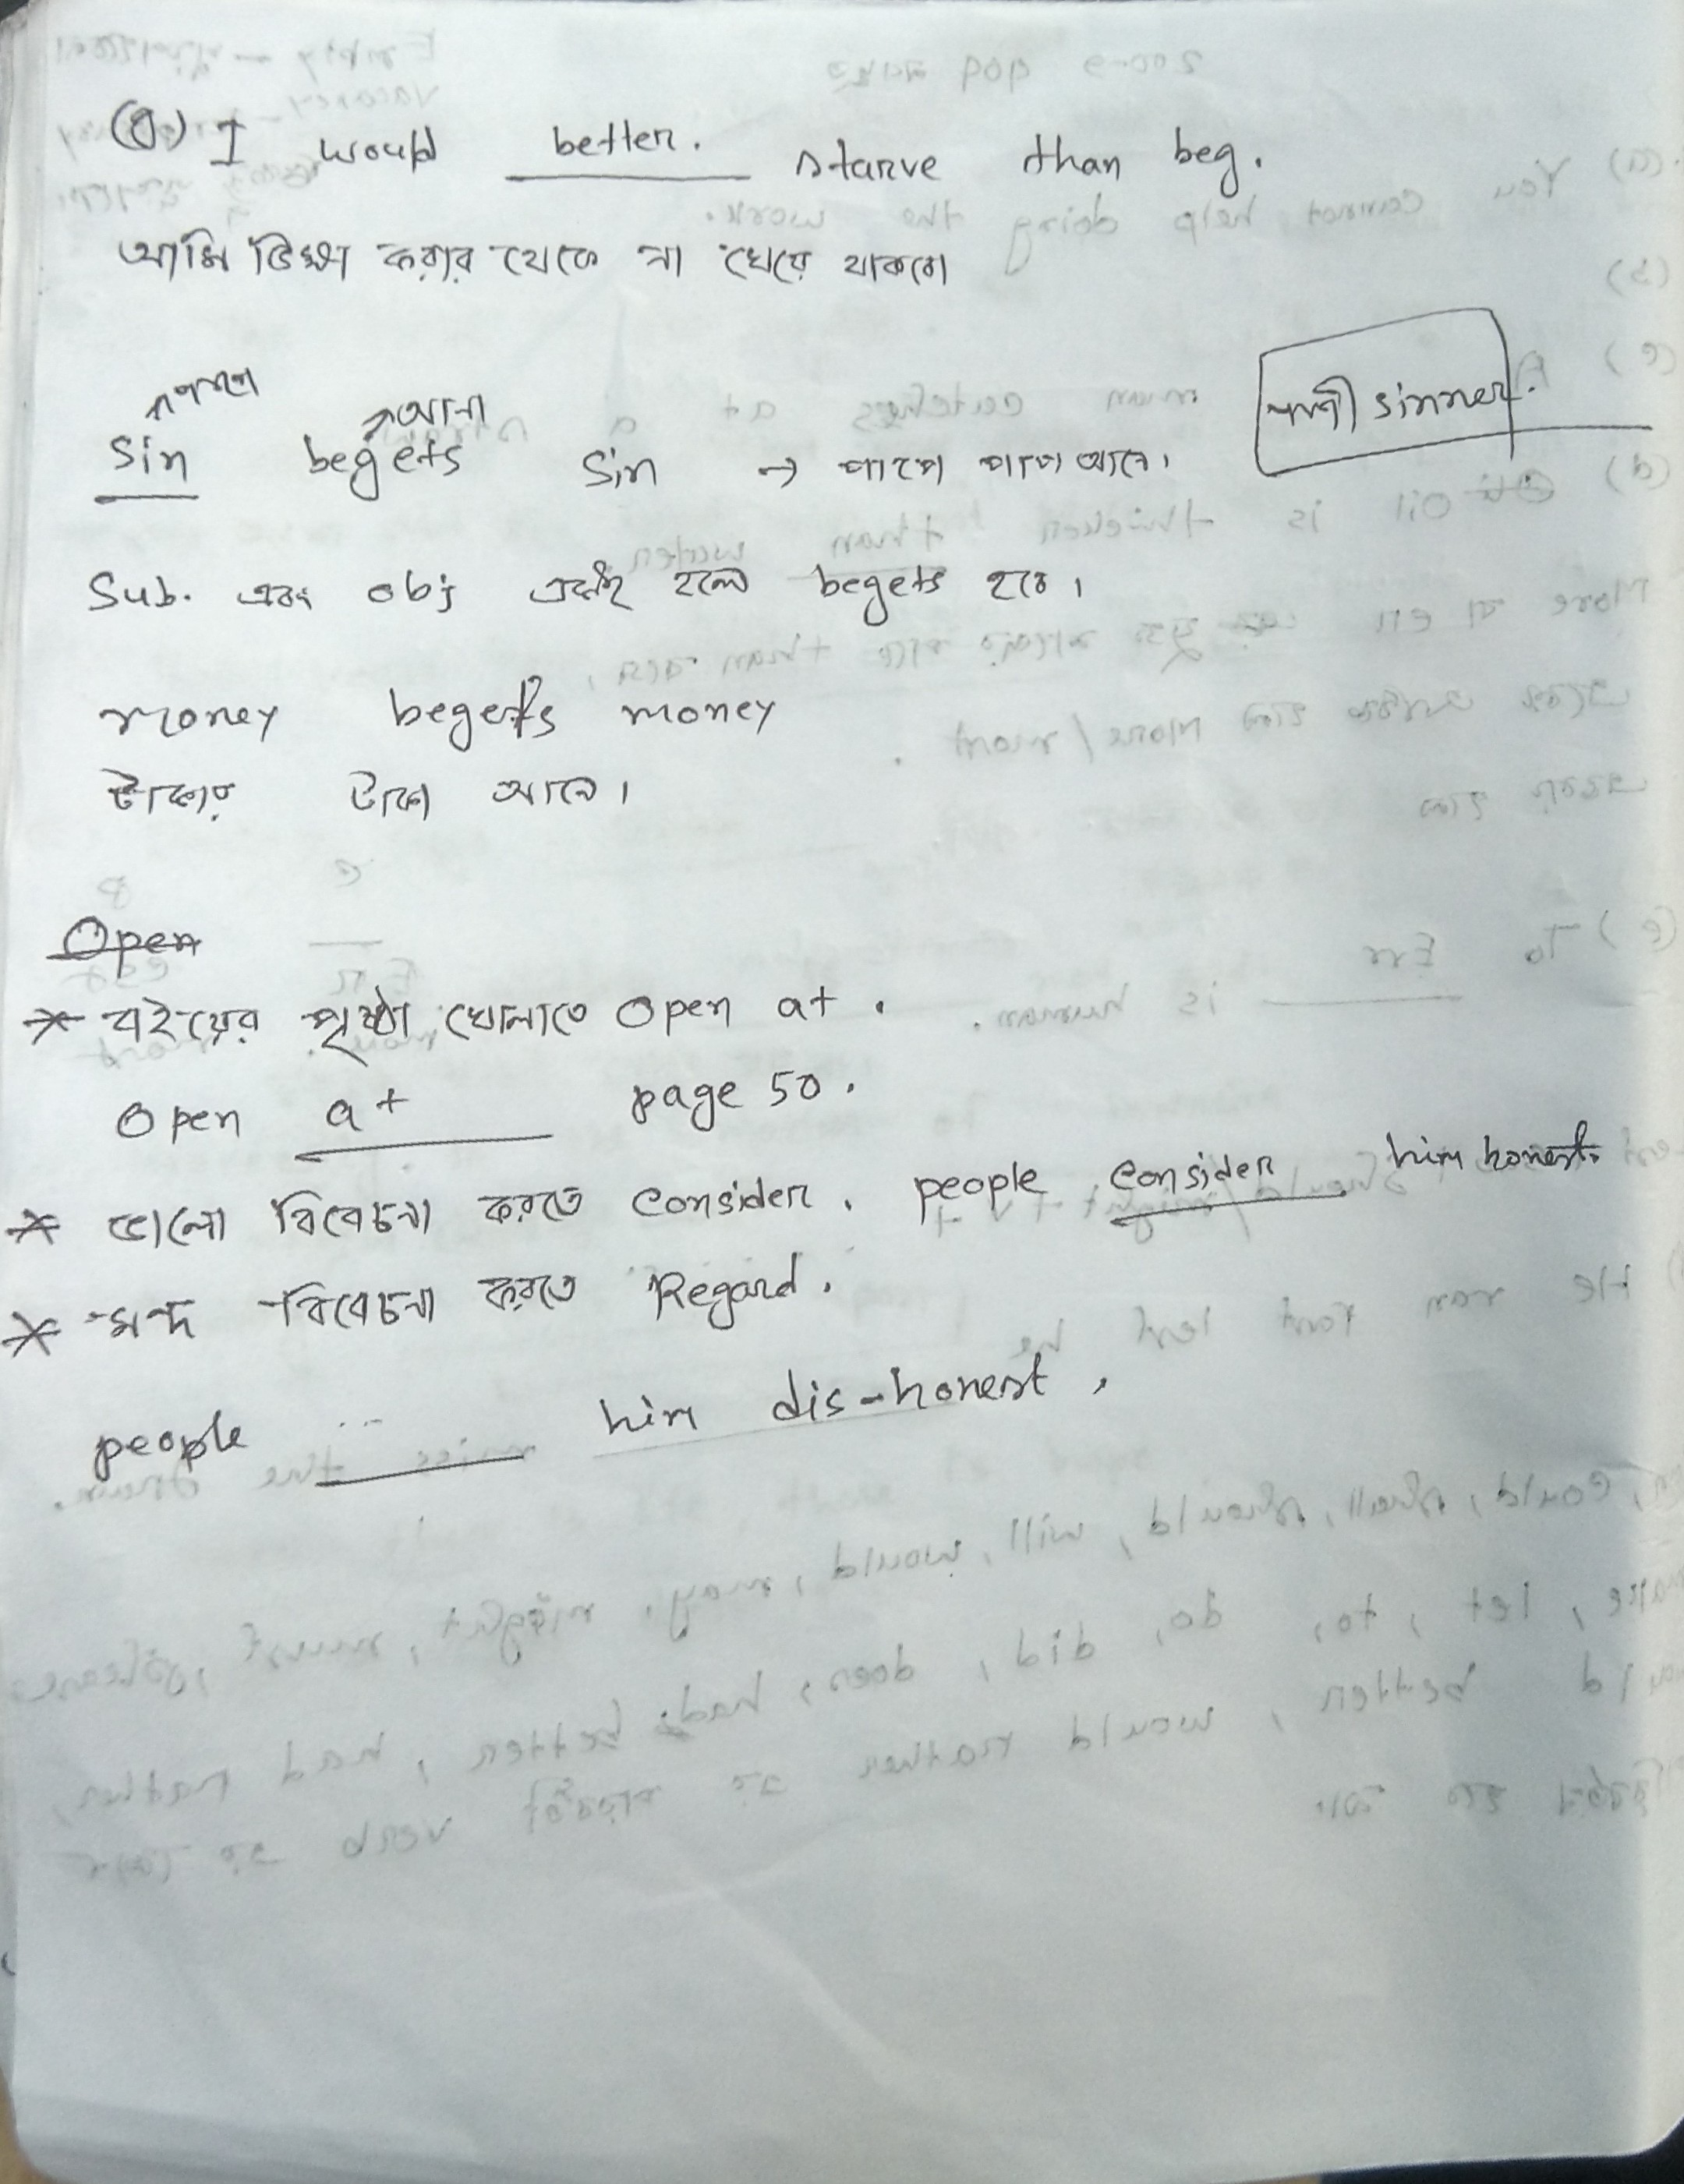 (g) I would better. starve than beg.
আমি ভিক্ষা করার থেকে না খেয়ে থাকবো
আনা
Sin begets Sin → পাপে পাপ আনে।
পাপী sinner.
Sub. এবং obj একই হলে begets হবে।
money begets money
টাকায় টাকা আনে।
Open
* বইয়ের পৃষ্ঠা খোলাতে open at.
open at page 50.
* ভালো বিবেচনা করতে consider. people consider him honest.
* মন্দ বিবেচনা করতে Regard.
people him dis-honest,